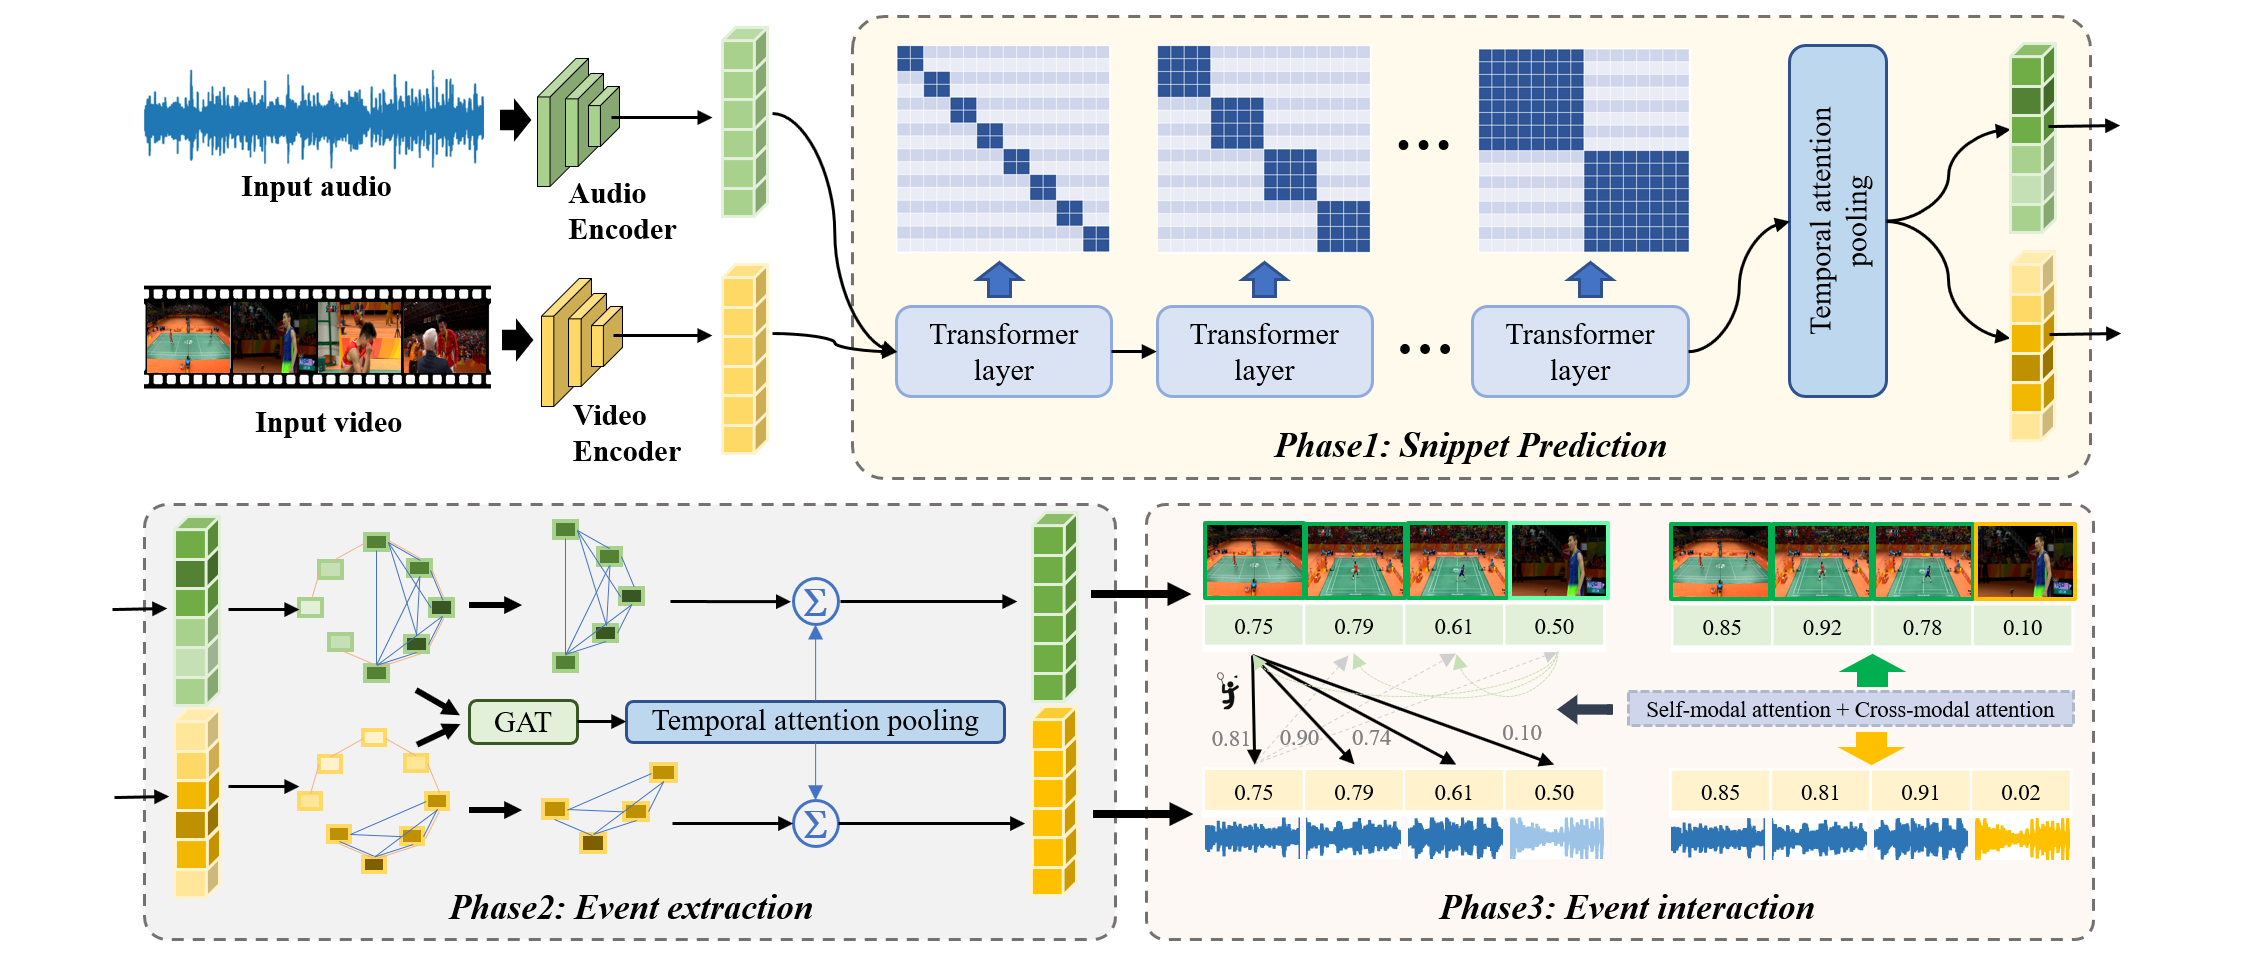 Input audio
Audio
Encoder
Input video
Video
Encoder
Transformer
layer
Transformer
layer
Transformer
layer
Temporal attention
pooling
Phase1: Snippet Prediction
GAT
Temporal attention pooling
Σ
Σ
Phase2: Event extraction
0.75 0.79 0.61 0.50
0.85 0.92 0.78 0.10
0.81 0.90 0.74 0.10
Self-modal attention + Cross-modal attention
0.75 0.79 0.61 0.50
0.85 0.81 0.91 0.02
Phase3: Event interaction